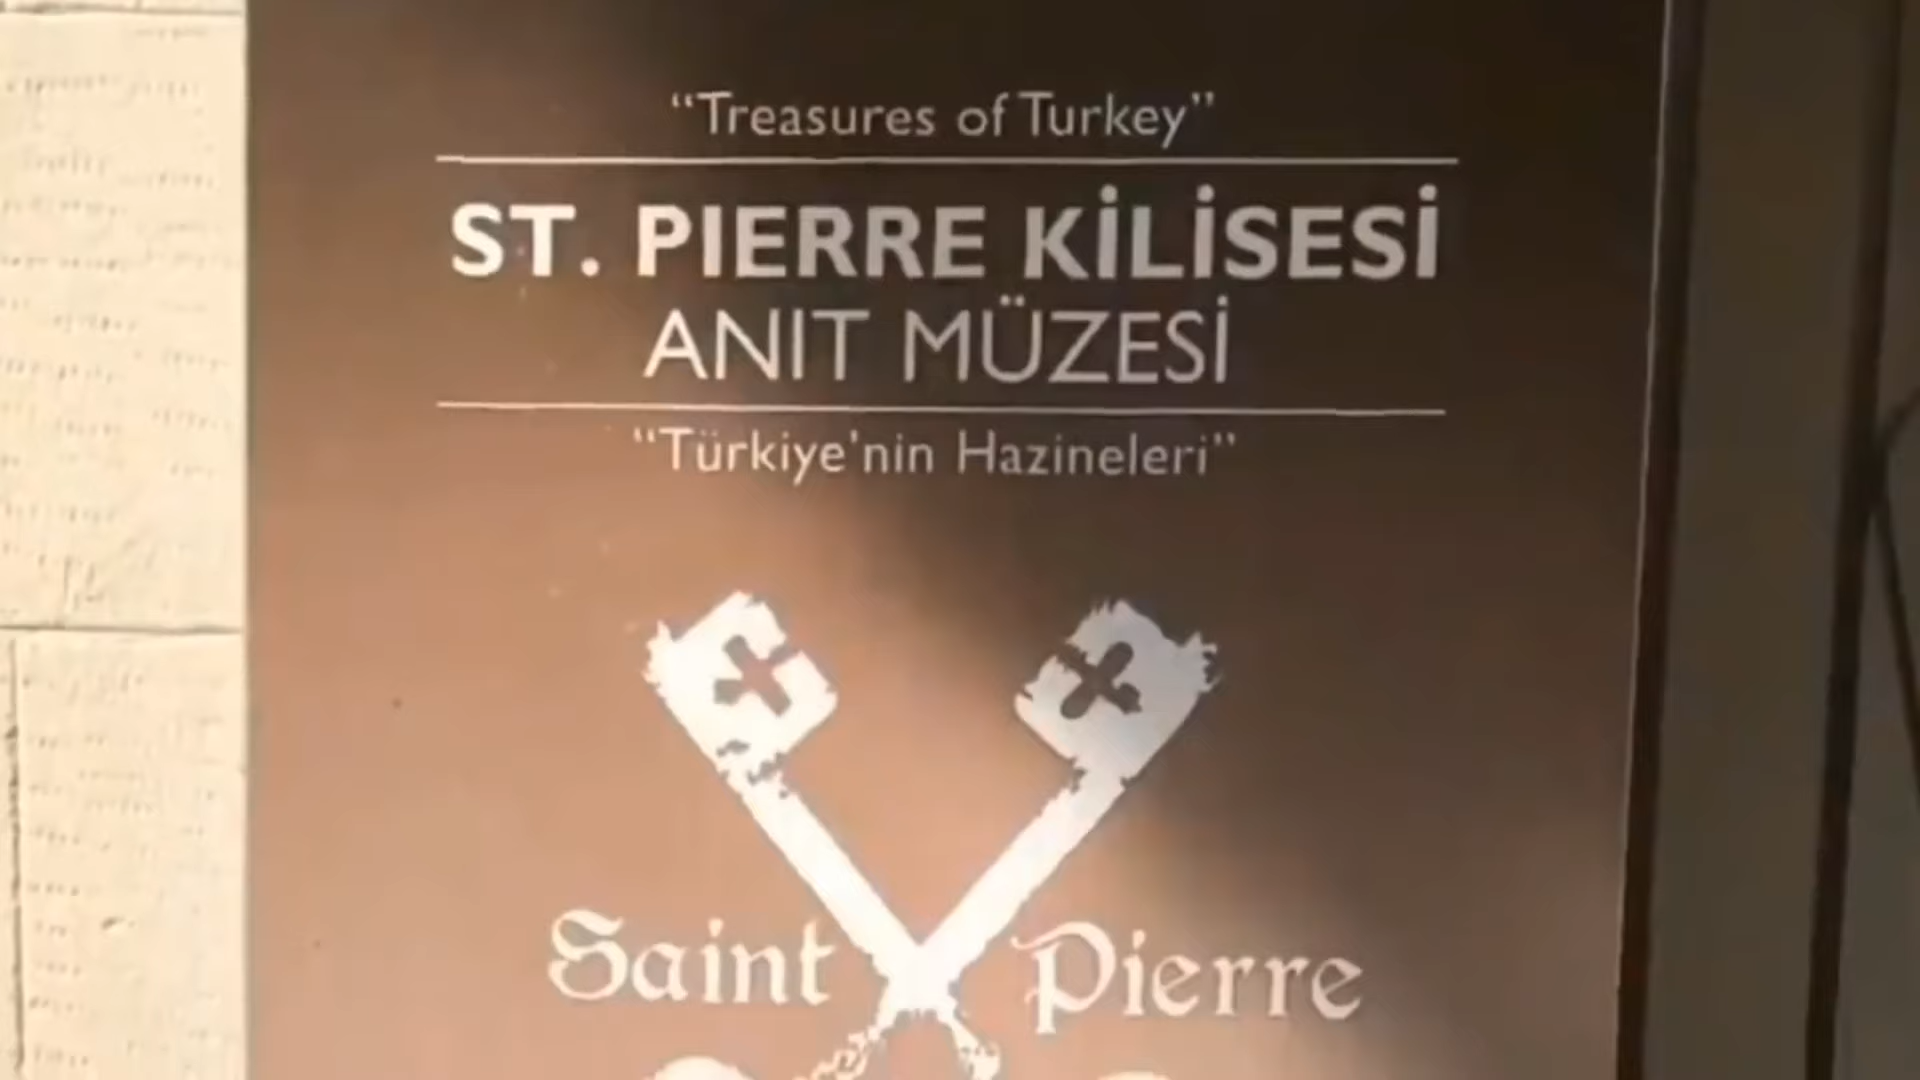 “Treasures of Turkey”
ST. PIERRE KİLİSESİ
ANIT MÜZESİ
“Türkiye'nin Hazineleri”
Saint Pierre